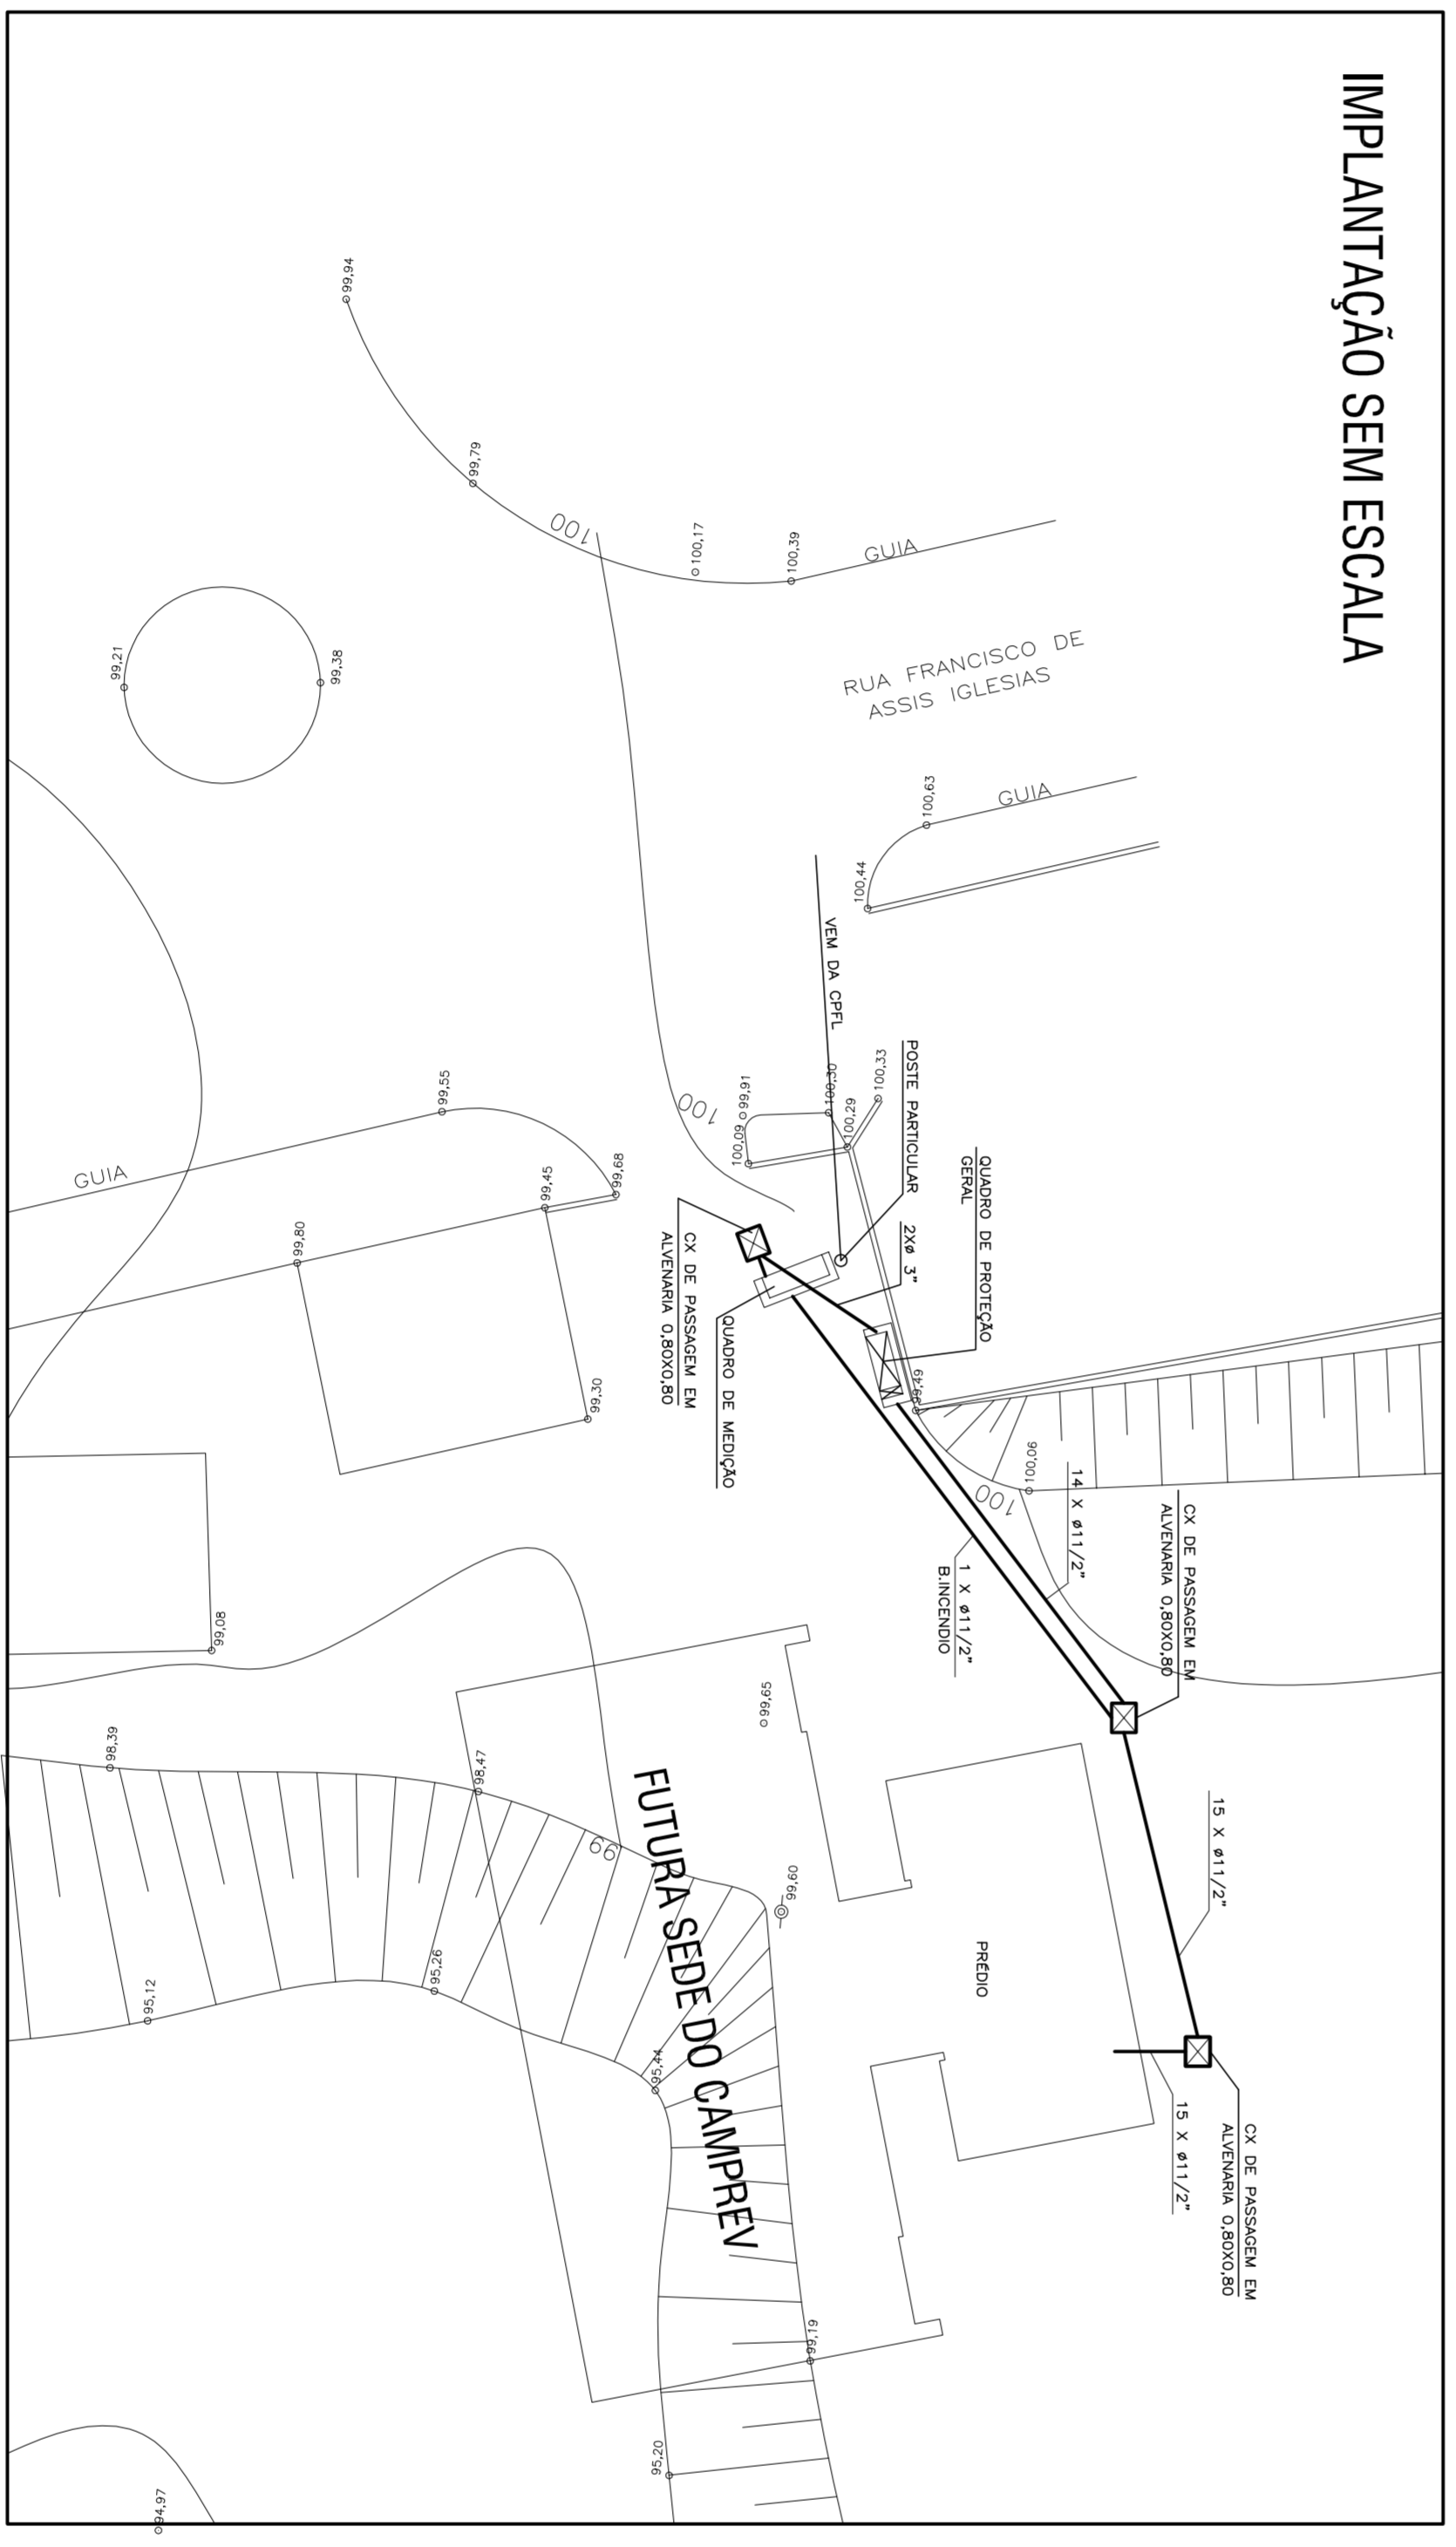 IMPLANTAÇÃO SEM ESCALA
99,94
99,79
100
100,17
100,39
GUIA
RUA FRANCISCO DE
ASSIS IGLESIAS
99,21
99,38
100,63
GUIA
100,44
VEM DA CPFL
POSTE PARTICULAR
100,33
100,30
100,29
99,91
100,09
100
QUADRO DE PROTEÇÃO
GERAL
2Xø 3"
99,55
GUIA
99,68
99,45
99,80
99,30
CX DE PASSAGEM EM
ALVENARIA 0,80X0,80
QUADRO DE MEDIÇÃO
99,49
100,06
100
14 X ø11/2"
1 X ø11/2"
B.INCENDIO
CX DE PASSAGEM EM
ALVENARIA 0,80X0,80
99,08
99,65
98,39
98,47
99
99,60
FUTURA SEDE DO CAMPREV
15 X ø11/2"
PRÉDIO
95,12
95,26
95,44
15 X ø11/2"
CX DE PASSAGEM EM
ALVENARIA 0,80X0,80
99,19
95,20
94,97